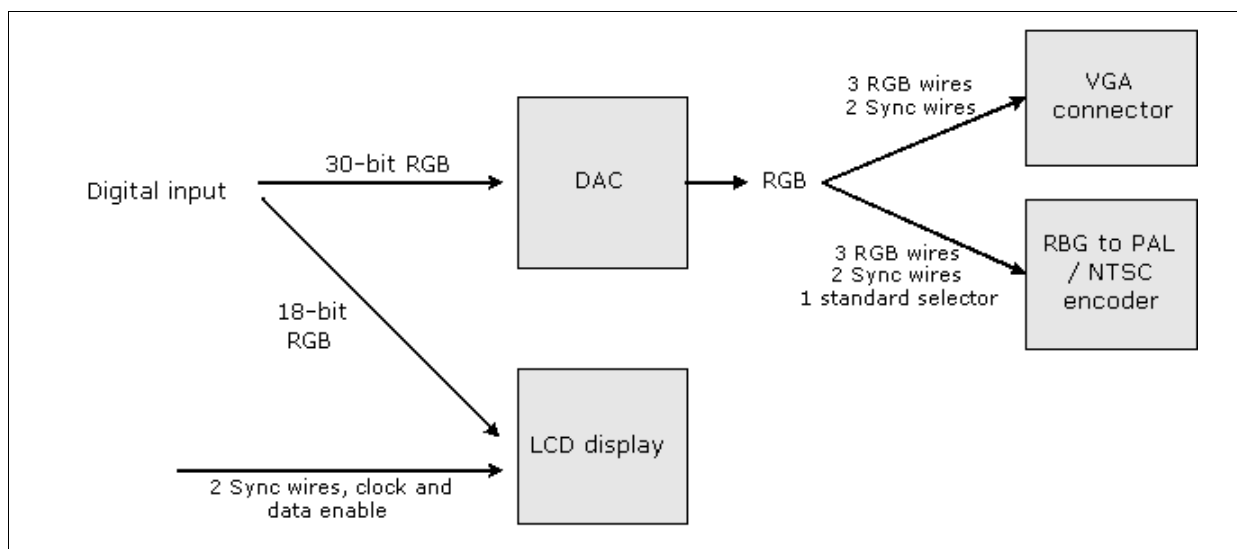 Digital input
30-bit RGB
DAC
RGB
3 RGB wires
2 Sync wires
VGA
connector
3 RGB wires
2 Sync wires
1 standard selector
RBG to PAL
/ NTSC
encoder
18-bit
RGB
LCD display
2 Sync wires, clock and
data enable